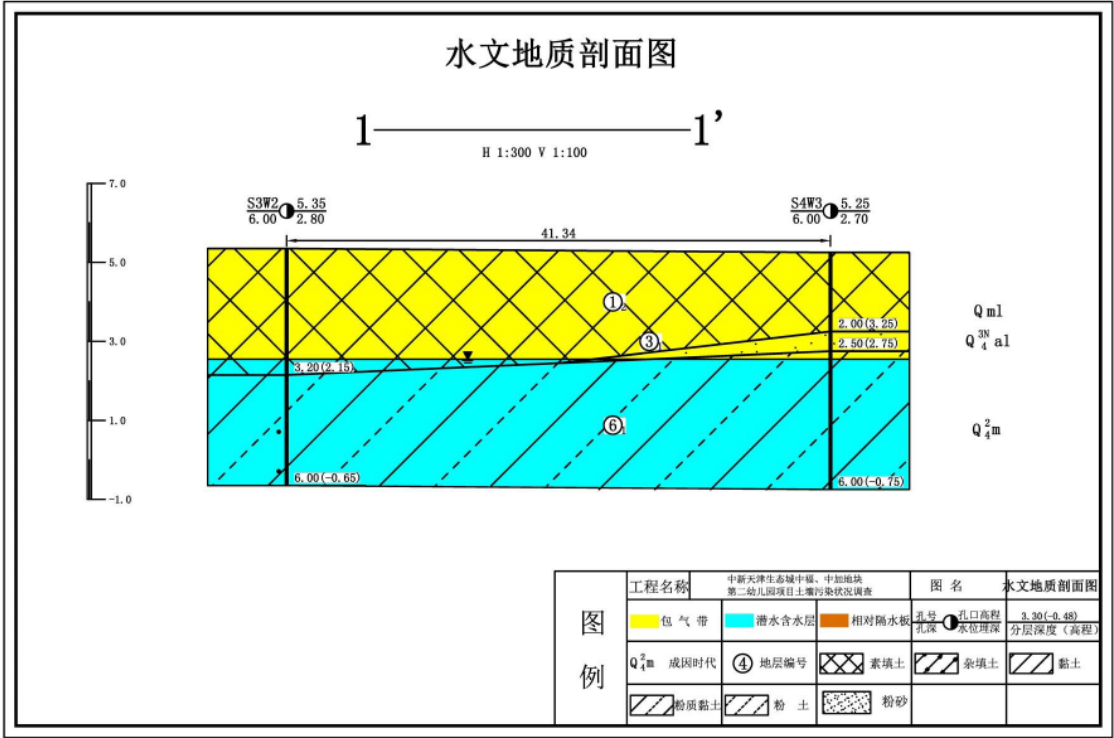 水文地质剖面图
1 1’
H 1:300 V 1:100
7.0
5.0
3.0
1.0
-1.0
S3W2 5.35
6.00 2.80
S4W3 5.25
6.00 2.70
41.34
①2
③1
⑥1
2.00(3.25)
2.50(2.75)
3.20(2.15)
6.00(-0.65)
6.00(-0.75)
Qml
Q4 3N al
Q4 2 m
图例
工程名称
中新天津生态城中福、中加地块
第二幼儿园项目土壤污染状况调查
图 名
水文地质剖面图
包 气 带
潜水含水层
相对隔水板
孔号 孔口高程
孔深 水位埋深
3.30(-0.48)
分层深度(高程)
Q4 2 m 成因时代
④ 地层编号
素填土
杂填土
黏土
粉质黏土
粉 土
粉砂